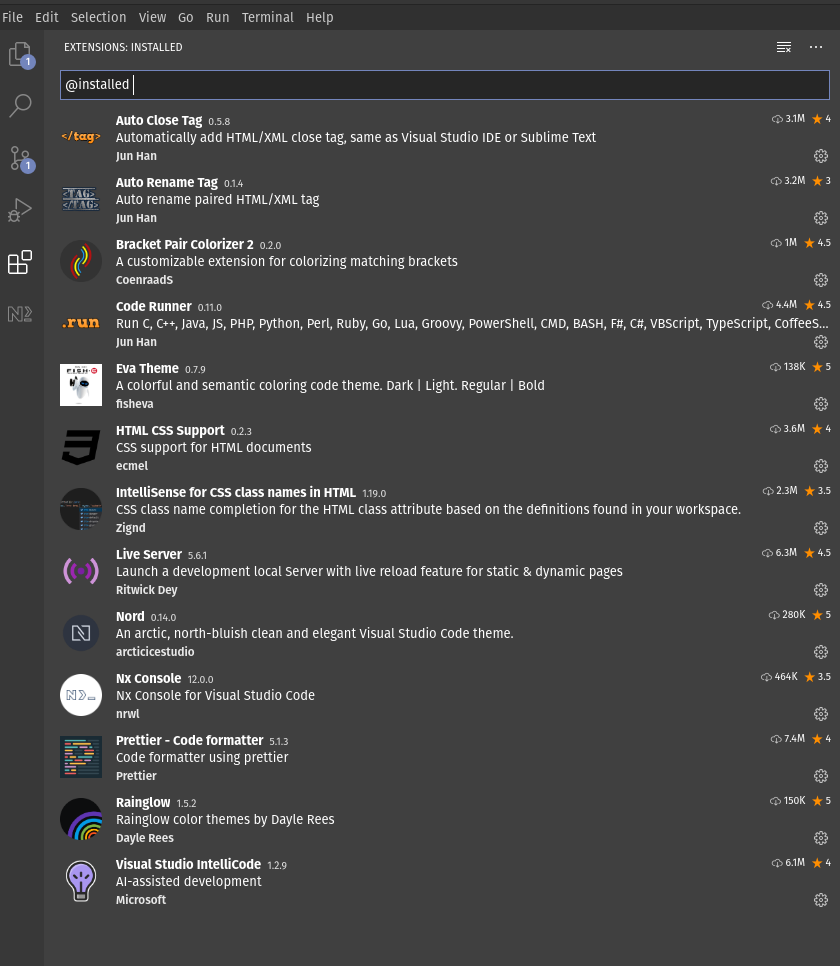 File Edit Selection View Go Run Terminal Help
EXTENSIONS: INSTALLED
1
@installed
1
Auto Close Tag 0.5.8 3.1M 4
</tag>
Automatically add HTML/XML close tag, same as Visual Studio IDE or Sublime Text
Jun Han
Auto Rename Tag 0.1.4 3.2M 3
<TAG>
</TAG>
Auto rename paired HTML/XML tag
Jun Han
Bracket Pair Colorizer 2 0.2.0 1M 4.5
A customizable extension for colorizing matching brackets
CoenraadS
Code Runner 0.11.0 4.4M 4.5
.run
Run C, C++, Java, JS, PHP, Python, Perl, Ruby, Go, Lua, Groovy, PowerShell, CMD, BASH, F#, C#, VBScript, TypeScript, CoffeeS...
Jun Han
Eva Theme 0.7.9 138K 5
A colorful and semantic coloring code theme. Dark | Light. Regular | Bold
fisheva
HTML CSS Support 0.2.3 3.6M 4
CSS support for HTML documents
ecmel
IntelliSense for CSS class names in HTML 1.19.0 2.3M 3.5
CSS class name completion for the HTML class attribute based on the definitions found in your workspace.
Zignd
Live Server 5.6.1 6.3M 4.5
Launch a development local Server with live reload feature for static & dynamic pages
Ritwick Dey
Nord 0.14.0 280K 5
An arctic, north-bluish clean and elegant Visual Studio Code theme.
arcticicestudio
Nx Console 12.0.0 464K 3.5
Nx Console for Visual Studio Code
nrwl
Prettier - Code formatter 5.1.3 7.4M 4
Code formatter using prettier
Prettier
Rainglow 1.5.2 150K 5
Rainglow color themes by Dayle Rees
Dayle Rees
Visual Studio IntelliCode 1.2.9 6.1M 4
AI-assisted development
Microsoft